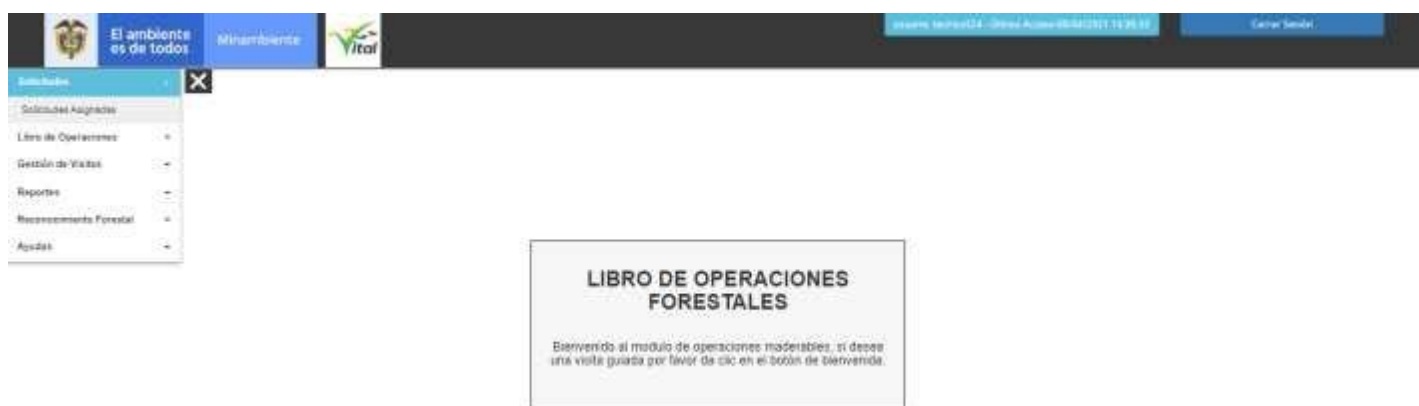 El ambiente
es de todos
Minambiente
Vital
Cerrar Sesión
Solicitudes
Solicitudes Asignadas
Libro de Operaciones
Gestión de Visitas
Reportes
Reconocimiento Forestal
Ayudas
LIBRO DE OPERACIONES
FORESTALES
Bienvenido al modulo de operaciones maderables, si desea
una visita guiada por favor de clic en el botón de bienvenida.